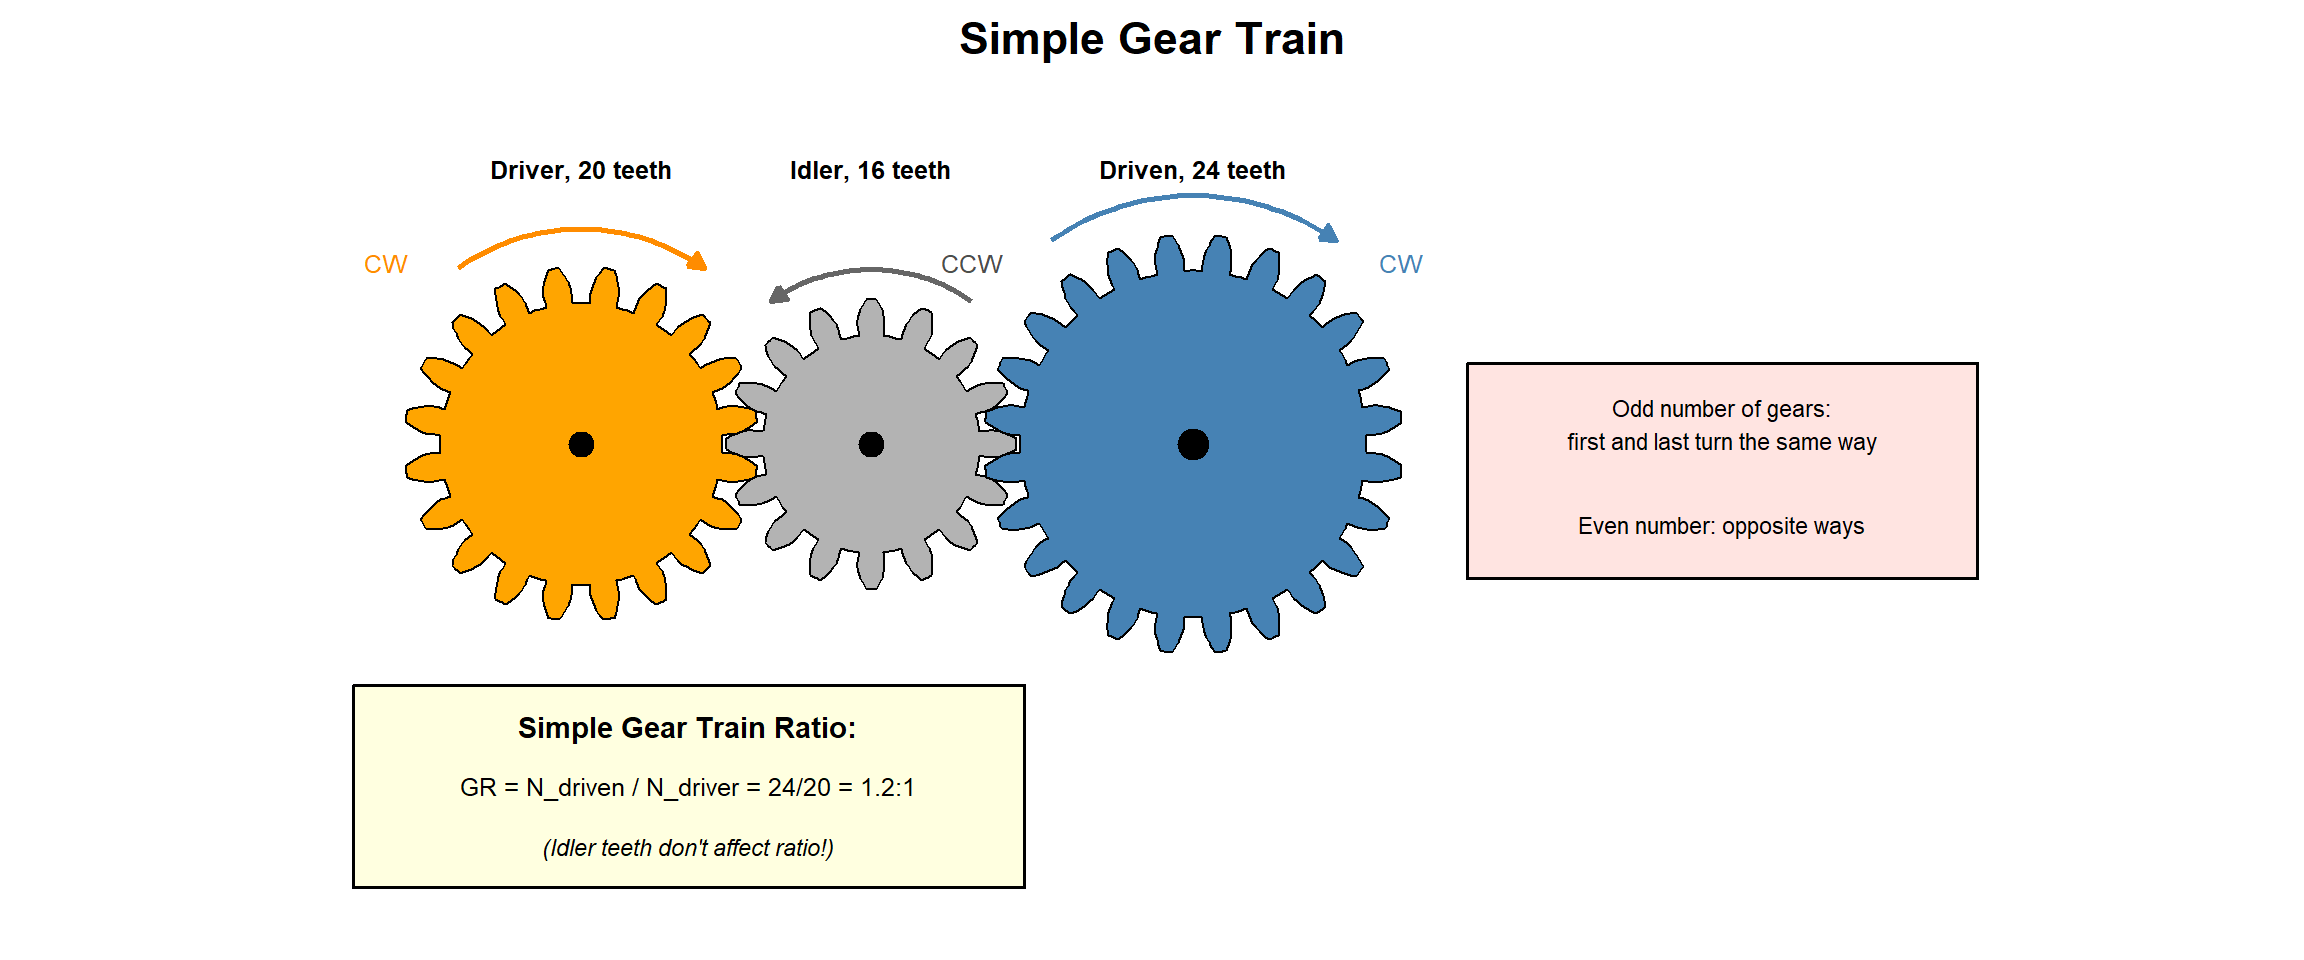 Simple Gear Train
Driver, 20 teeth
Idler, 16 teeth
Driven, 24 teeth
CW
CCW
CW
Odd number of gears:
first and last turn the same way
Even number: opposite ways
Simple Gear Train Ratio:
GR = N_driven / N_driver = 24/20 = 1.2:1
(Idler teeth don't affect ratio!)